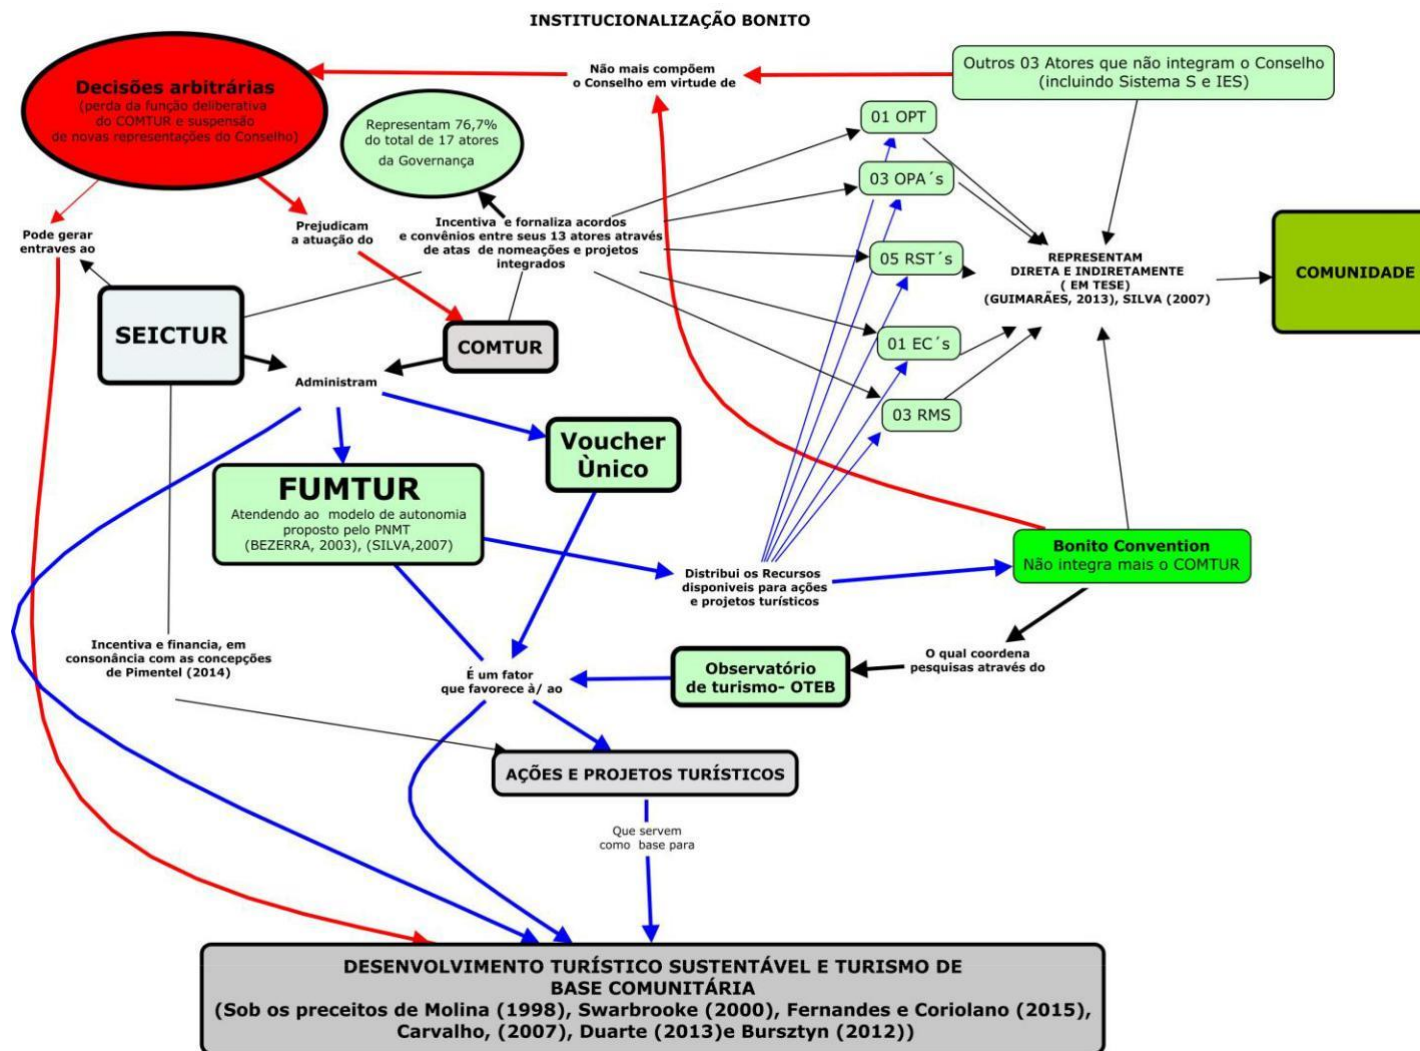 INSTITUCIONALIZAÇÃO BONITO
Decisões arbitrárias
(perda da função deliberativa
do COMTUR e suspensão
de novas representações do Conselho)
Não mais compõem
o Conselho em virtude de
Outros 03 Atores que não integram o Conselho
(incluindo Sistema S e IES)
Representam 76,7%
do total de 17 atores
da Governança
01 OPT
03 OPA´s
05 RST´s
01 EC´s
03 RMS
Pode gerar
entraves ao
Prejudicam
a atuação do
Incentiva e fornaliza acordos
e convênios entre seus 13 atores através
de atas de nomeações e projetos
integrados
REPRESENTAM
DIRETA E INDIRETAMENTE
( EM TESE)
(GUIMARÃES, 2013), SILVA (2007)
COMUNIDADE
SEICTUR
COMTUR
Administram
Voucher
Ùnico
FUMTUR
Atendendo ao modelo de autonomia
proposto pelo PNMT
(BEZERRA, 2003), (SILVA,2007)
Distribui os Recursos
disponiveis para ações
e projetos turísticos
Bonito Convention
Não integra mais o COMTUR
Incentiva e financia, em
consonância com as concepções
de Pimentel (2014)
É um fator
que favorece à/ ao
Observatório
de turismo- OTEB
O qual coordena
pesquisas através do
AÇÕES E PROJETOS TURÍSTICOS
Que servem
como base para
DESENVOLVIMENTO TURÍSTICO SUSTENTÁVEL E TURISMO DE
BASE COMUNITÁRIA
(Sob os preceitos de Molina (1998), Swarbrooke (2000), Fernandes e Coriolano (2015),
Carvalho, (2007), Duarte (2013)e Bursztyn (2012))